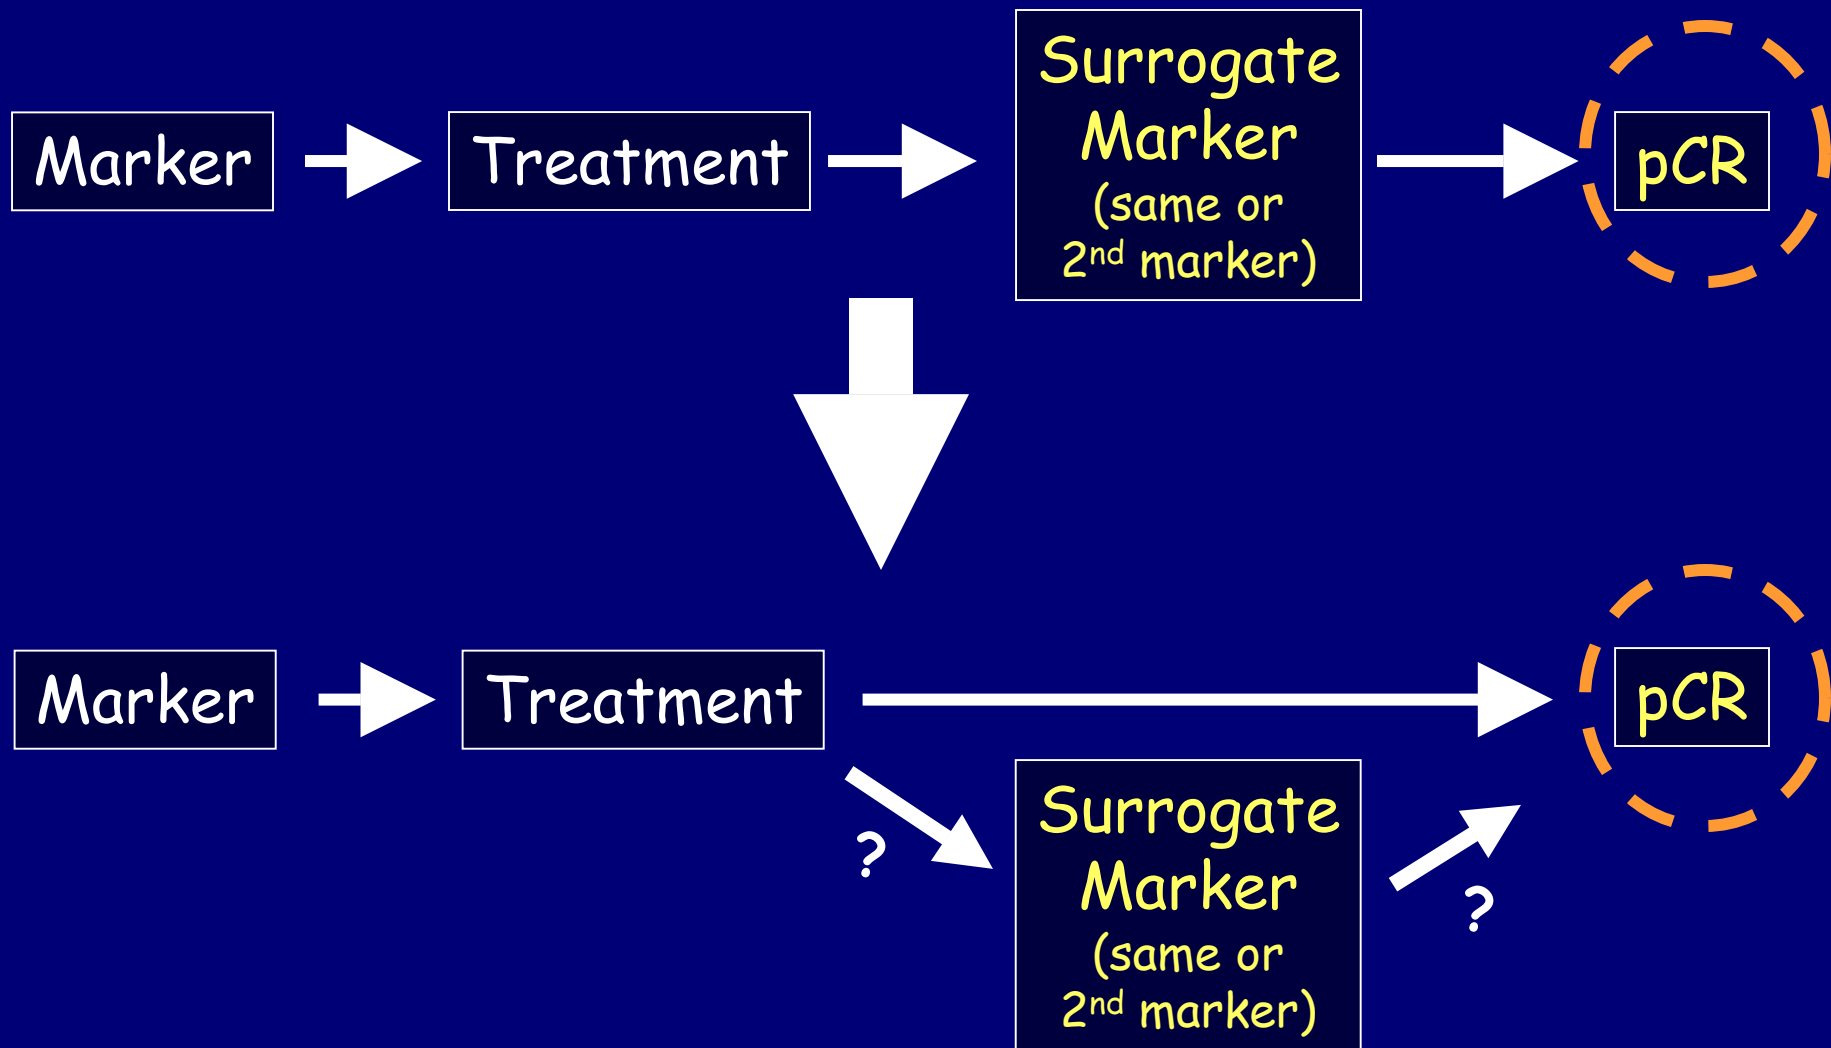 Marker
Treatment
Surrogate
Marker
(same or
2nd marker)
pCR
Marker
Treatment
pCR
?
Surrogate
Marker
(same or
2nd marker)
?